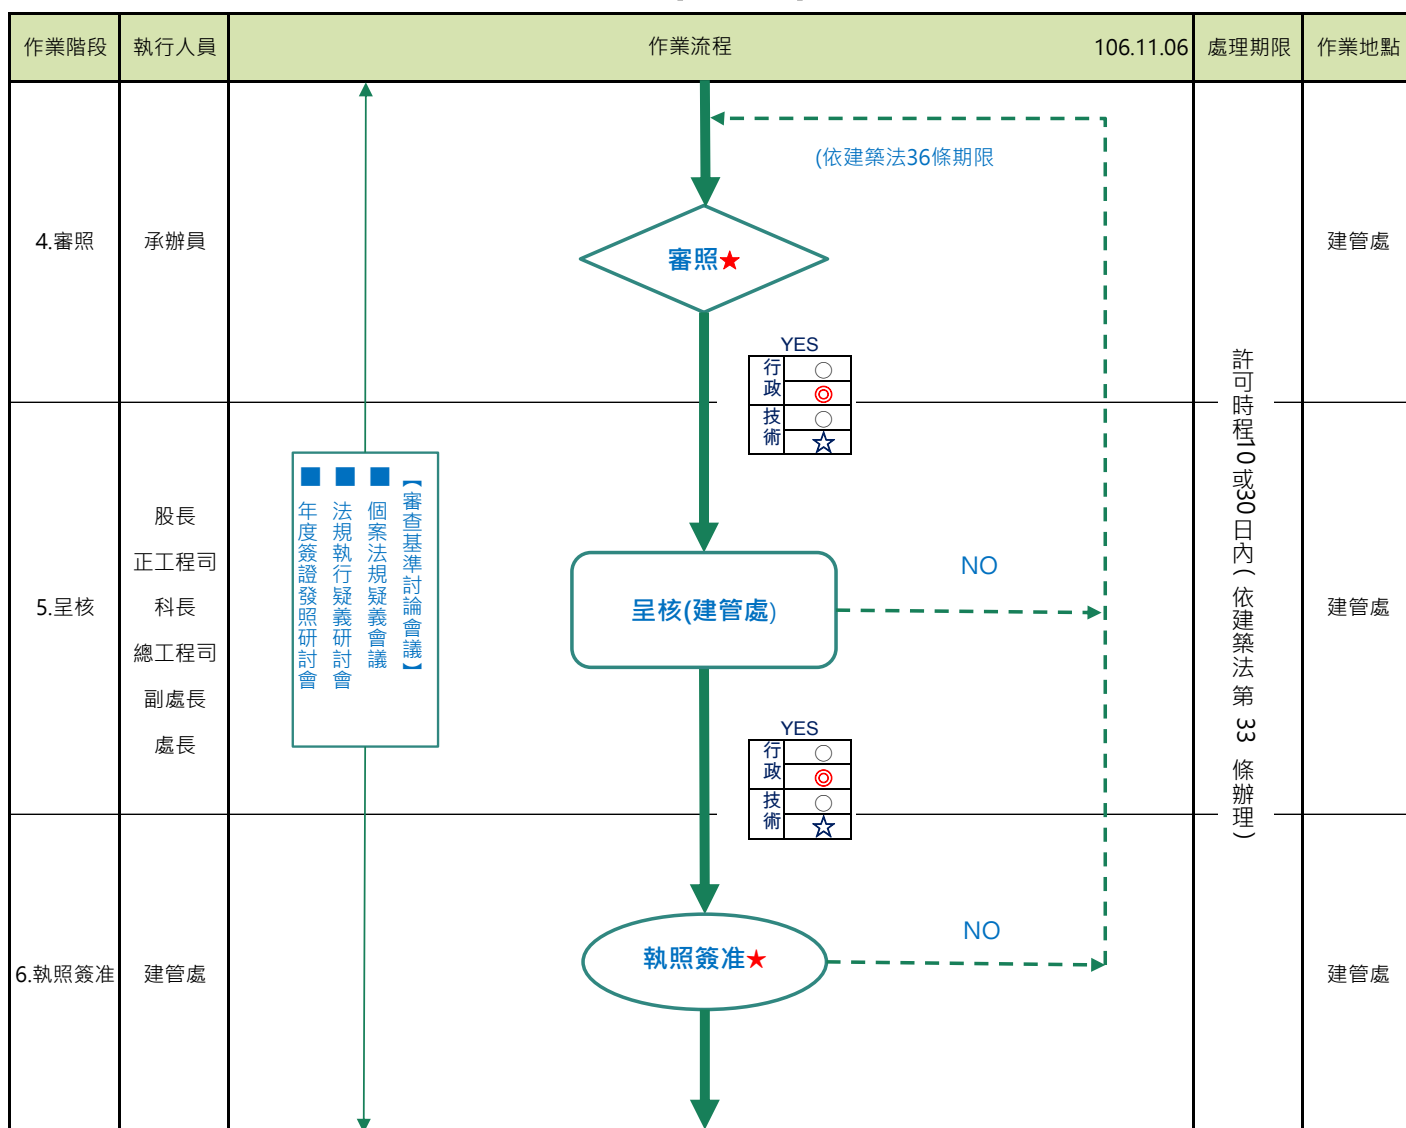 作業階段
執行人員
作業流程
106.11.06
處理期限
作業地點
(依建築法36條期限
4.審照
承辦員
審照★
建管處
YES
行政
○
◎
技術
○
☆
許可時程10或30日內(依建築法第 33 條辦理)
【審查基準討論會議】
■ 個案法規疑義會議
■ 法規執行疑義研討會
■ 年度簽證發照研討會
5.呈核
股長
正工程司
科長
總工程司
副處長
處長
呈核(建管處)
NO
建管處
YES
行政
○
◎
技術
○
☆
6.執照簽准
建管處
執照簽准★
NO
建管處